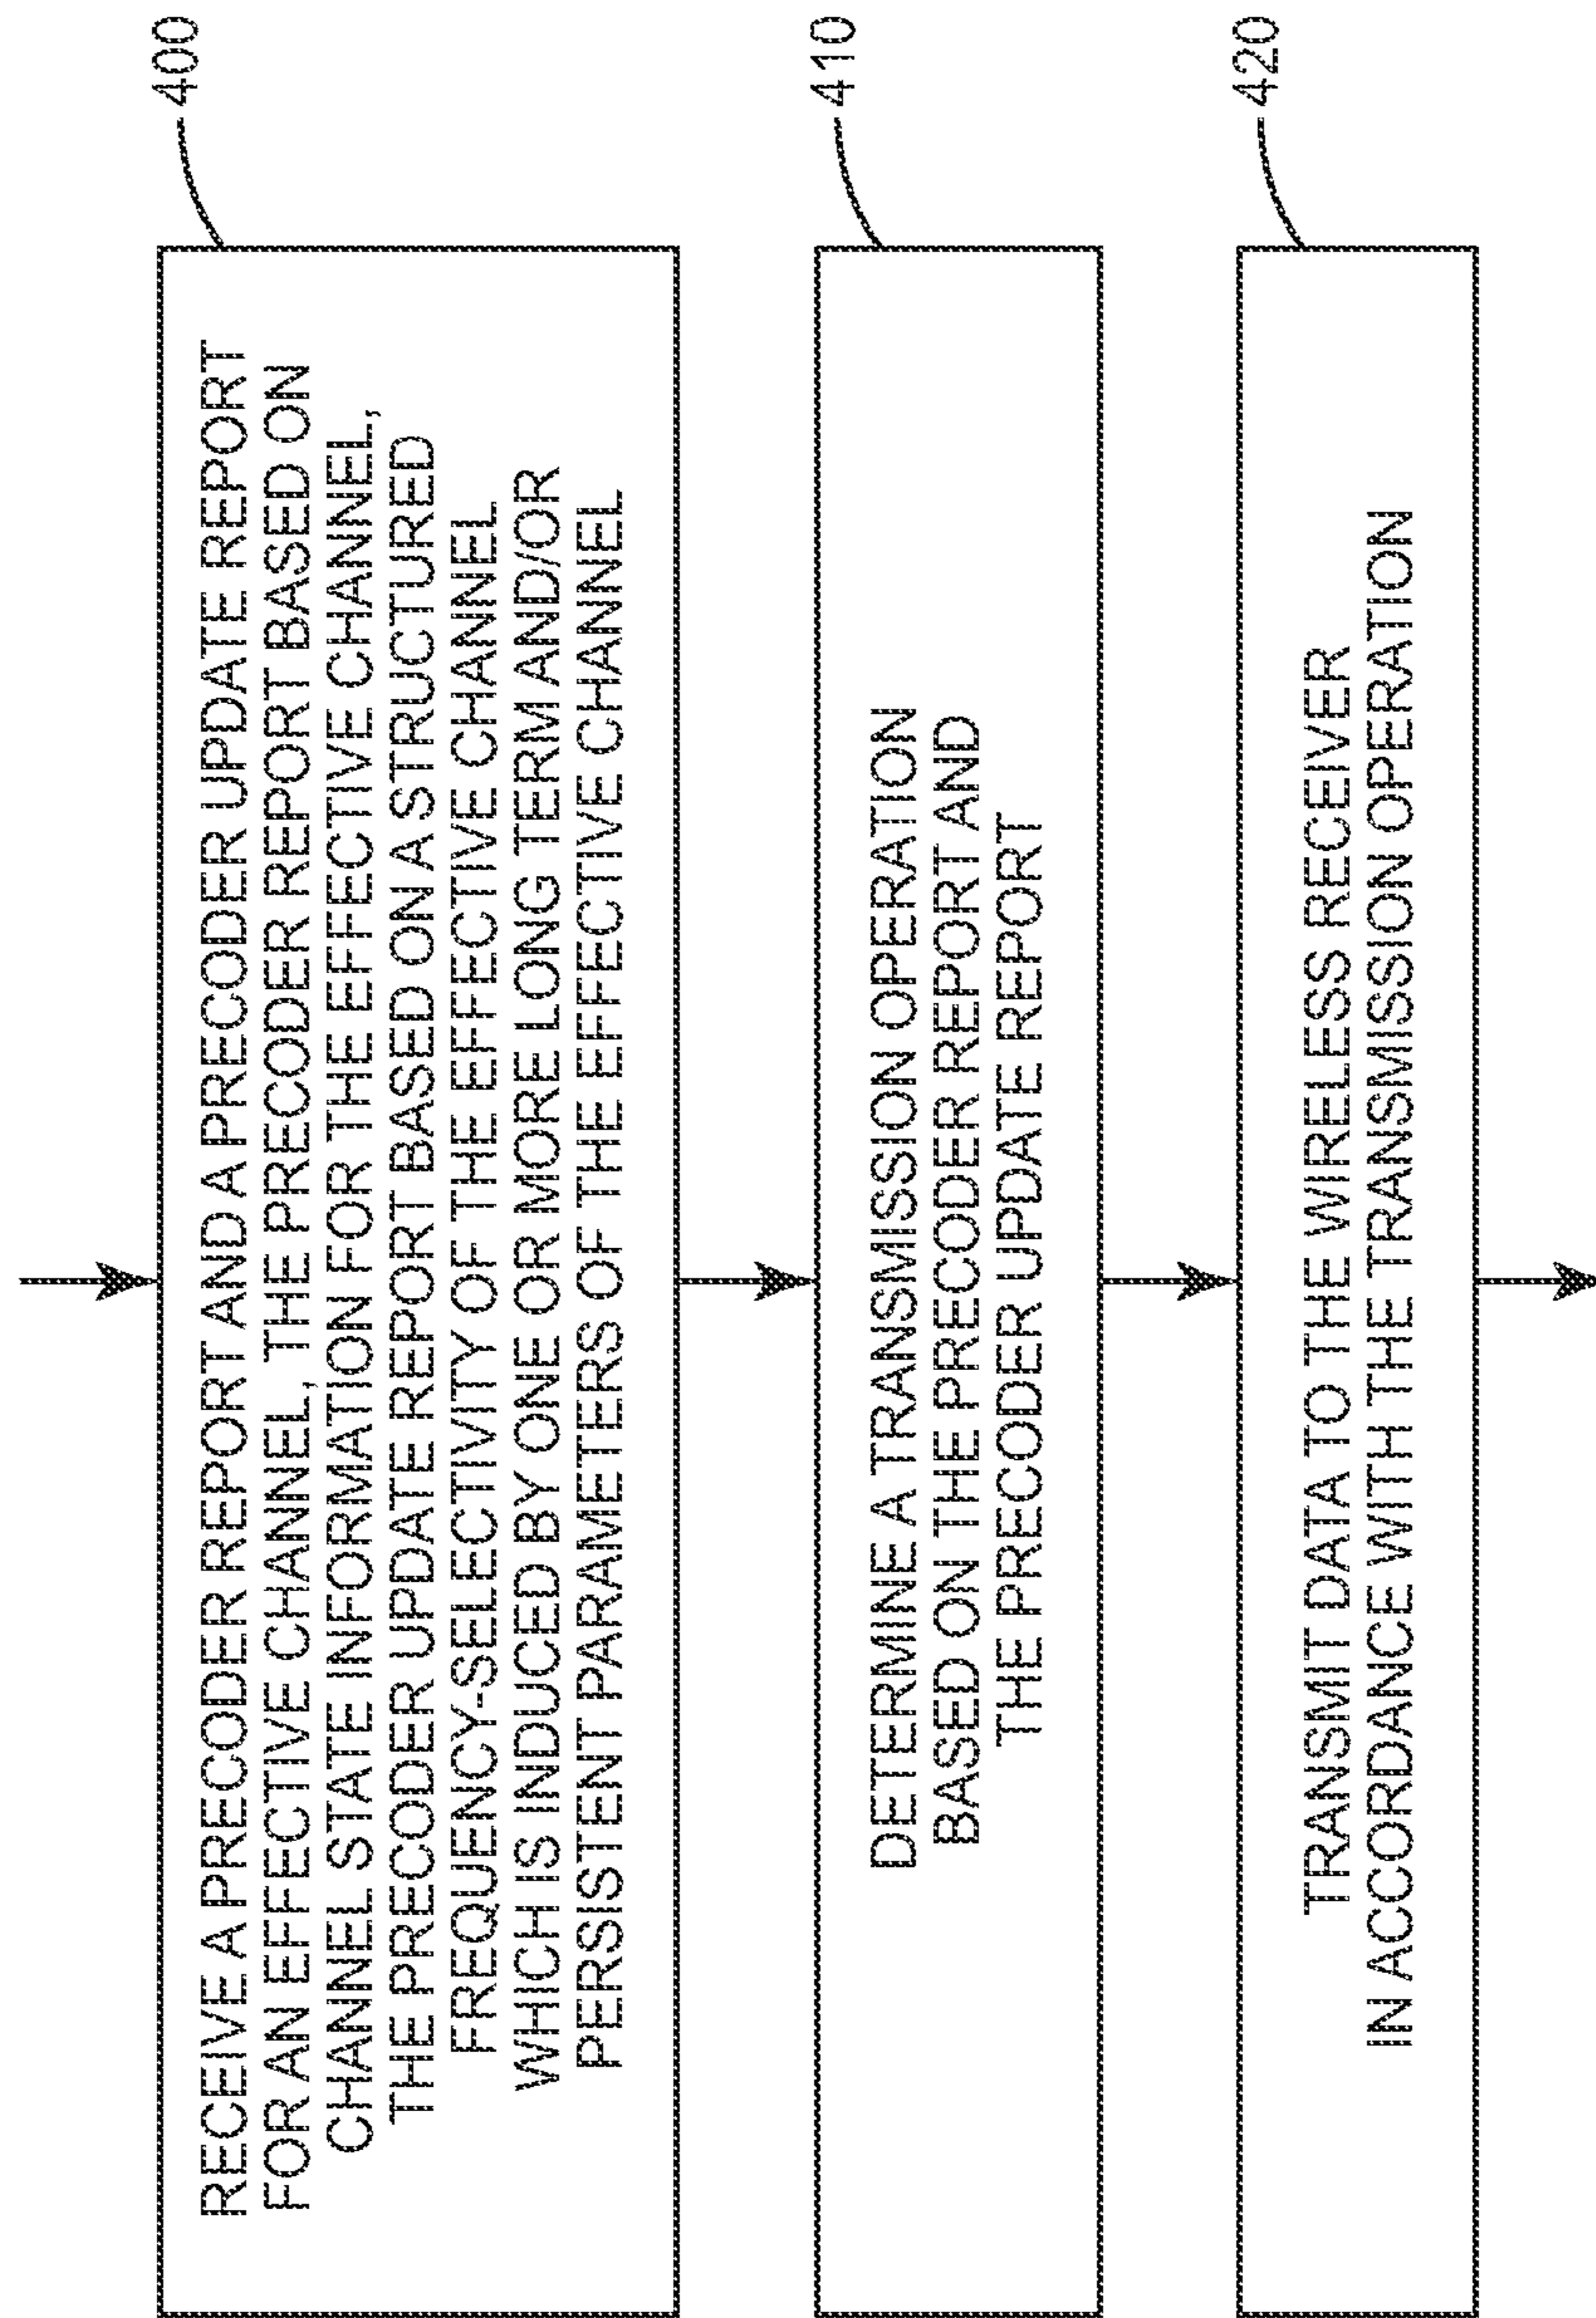 400
RECEIVE A PRECODER REPORT AND A PRECODER UPDATE REPORT
FOR AN EFFECTIVE CHANNEL, THE PRECODER REPORT BASED ON
CHANNEL STATE INFORMATION FOR THE EFFECTIVE CHANNEL,
THE PRECODER UPDATE REPORT BASED ON A STRUCTURED
FREQUENCY-SELECTIVITY OF THE EFFECTIVE CHANNEL
WHICH IS INDUCED BY ONE OR MORE LONG TERM AND/OR
PERSISTENT PARAMETERS OF THE EFFECTIVE CHANNEL
410
DETERMINE A TRANSMISSION OPERATION
BASED ON THE PRECODER REPORT AND
THE PRECODER UPDATE REPORT
420
TRANSMIT DATA TO THE WIRELESS RECEIVER
IN ACCORDANCE WITH THE TRANSMISSION OPERATION